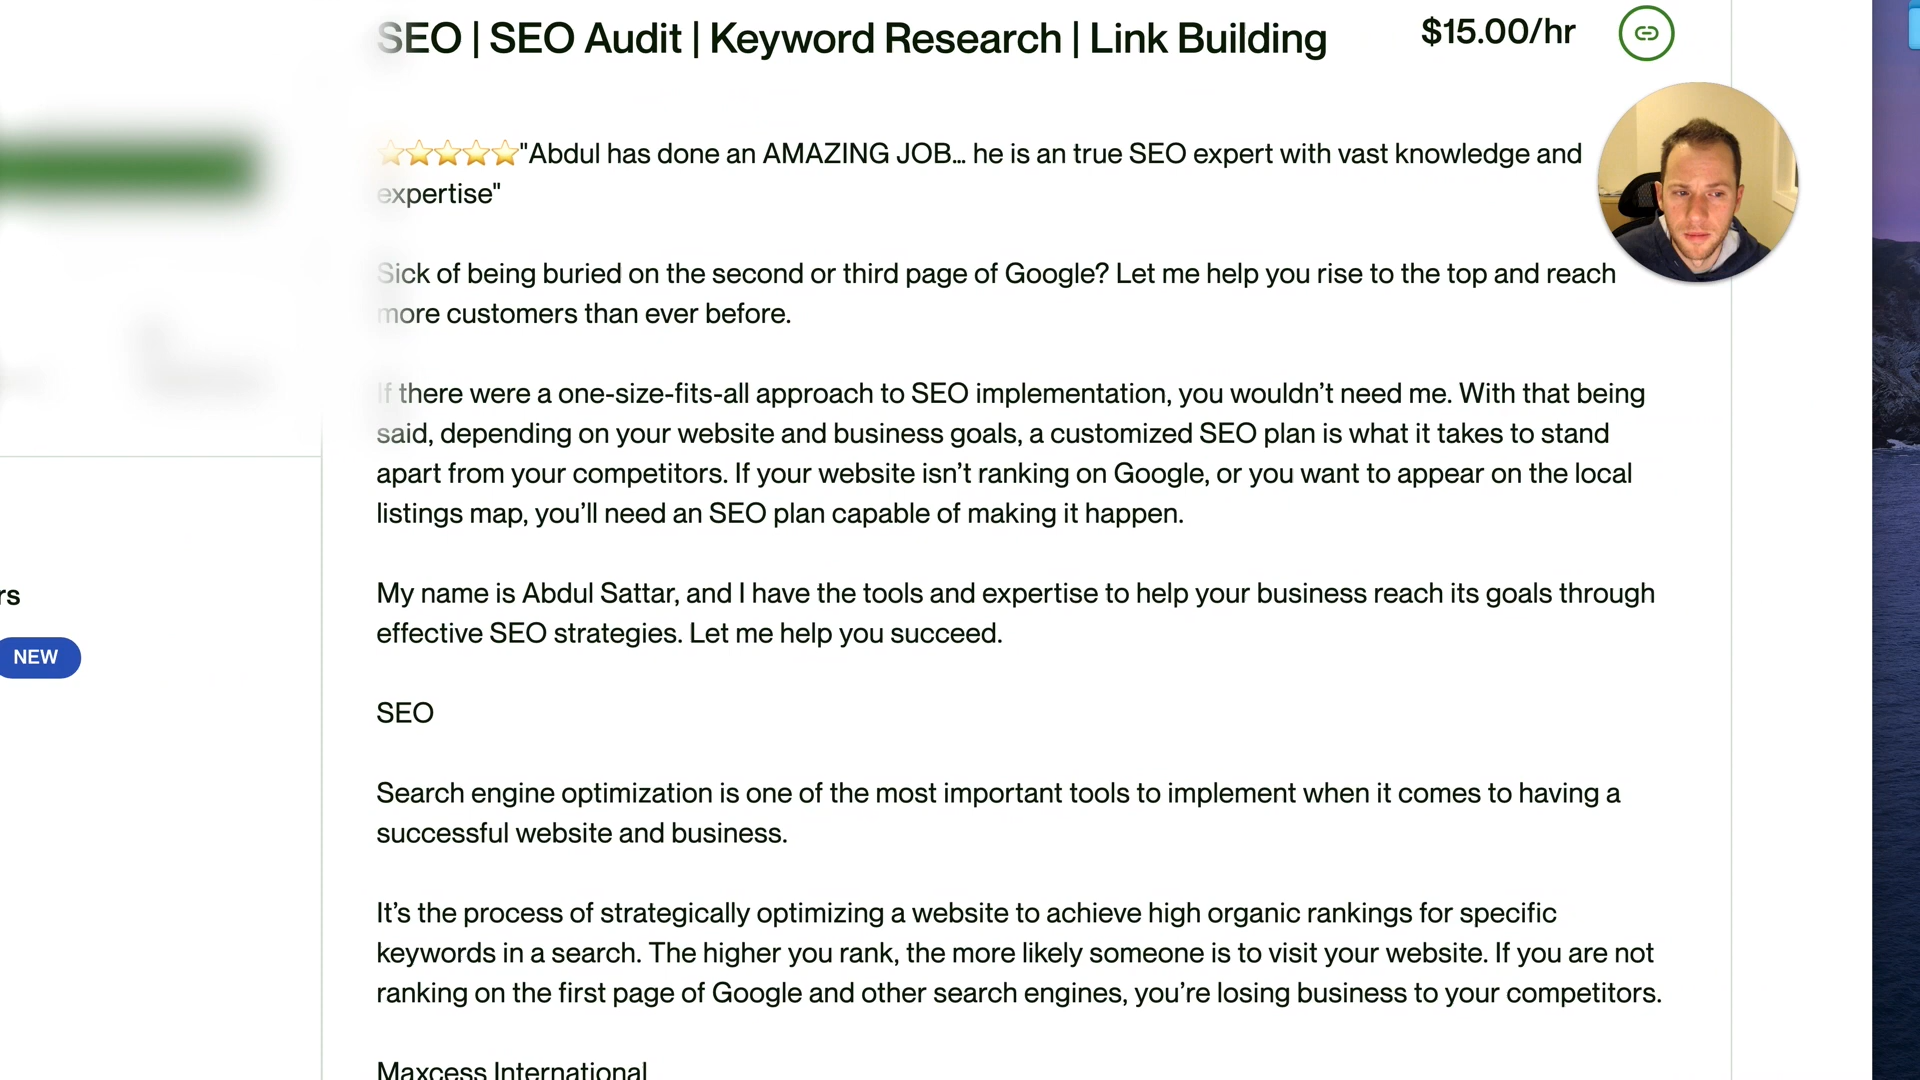 SEO | SEO Audit | Keyword Research | Link Building
$15.00/hr
⭐⭐⭐⭐⭐"Abdul has done an AMAZING JOB... he is an true SEO expert with vast knowledge and
expertise"
Sick of being buried on the second or third page of Google? Let me help you rise to the top and reach
more customers than ever before.
If there were a one-size-fits-all approach to SEO implementation, you wouldn’t need me. With that being
said, depending on your website and business goals, a customized SEO plan is what it takes to stand
apart from your competitors. If your website isn’t ranking on Google, or you want to appear on the local
listings map, you’ll need an SEO plan capable of making it happen.
My name is Abdul Sattar, and I have the tools and expertise to help your business reach its goals through
effective SEO strategies. Let me help you succeed.
rs
NEW
SEO
Search engine optimization is one of the most important tools to implement when it comes to having a
successful website and business.
It’s the process of strategically optimizing a website to achieve high organic rankings for specific
keywords in a search. The higher you rank, the more likely someone is to visit your website. If you are not
ranking on the first page of Google and other search engines, you’re losing business to your competitors.
Maxcess International